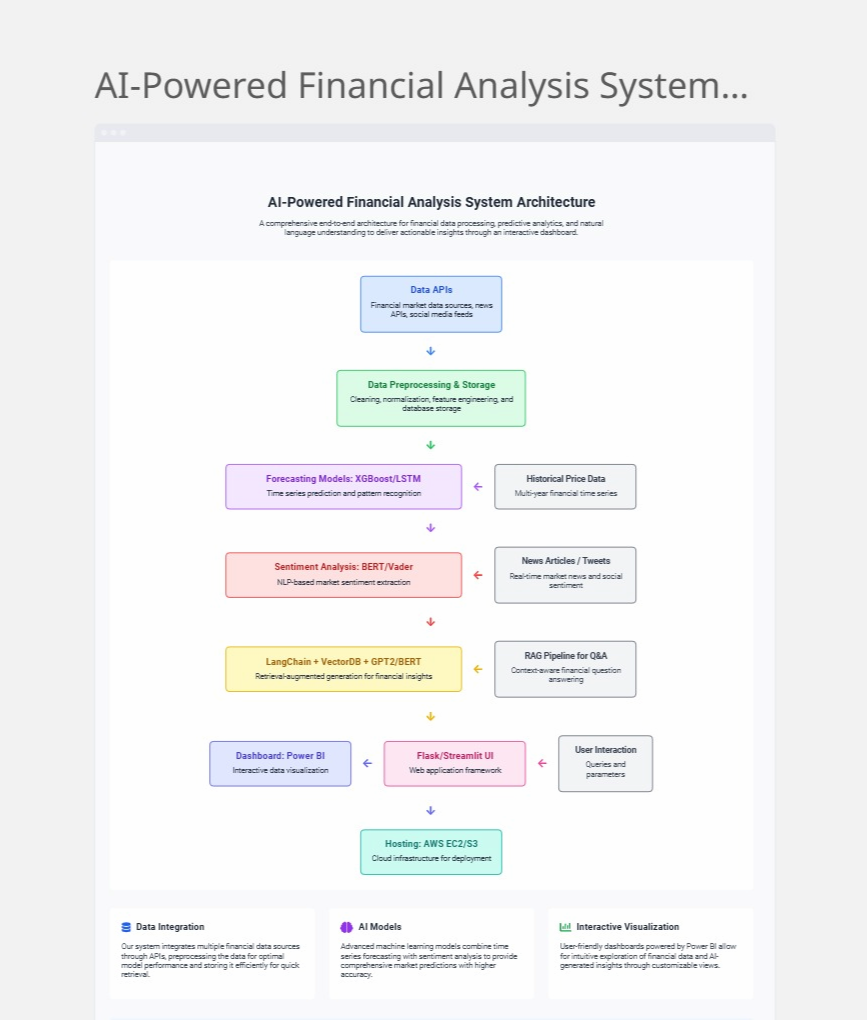 AI-Powered Financial Analysis System...
AI-Powered Financial Analysis System Architecture
A comprehensive end-to-end architecture for financial data processing, predictive analytics, and natural
language understanding to deliver actionable insights through an interactive dashboard.
Data APIs
Financial market data sources, news
APIs, social media feeds
Data Preprocessing & Storage
Cleaning, normalization, feature engineering, and
database storage
Forecasting Models: XGBoost/LSTM
Time series prediction and pattern recognition
Historical Price Data
Multi-year financial time series
Sentiment Analysis: BERT/Vader
NLP-based market sentiment extraction
News Articles / Tweets
Real-time market news and social
sentiment
LangChain + VectorDB + GPT2/BERT
Retrieval-augmented generation for financial insights
RAG Pipeline for Q&A
Context-aware financial question
answering
Dashboard: Power BI
Interactive data visualization
Flask/Streamlit UI
Web application framework
User Interaction
Queries and
parameters
Hosting: AWS EC2/S3
Cloud infrastructure for deployment
Data Integration
Our system integrates multiple financial data sources
through APIs, preprocessing the data for optimal
model performance and storing it efficiently for quick
retrieval.
AI Models
Advanced machine learning models combine time
series forecasting with sentiment analysis to provide
comprehensive market predictions with higher
accuracy.
Interactive Visualization
User-friendly dashboards powered by Power BI allow
for intuitive exploration of financial data and AI-
generated insights through customizable views.